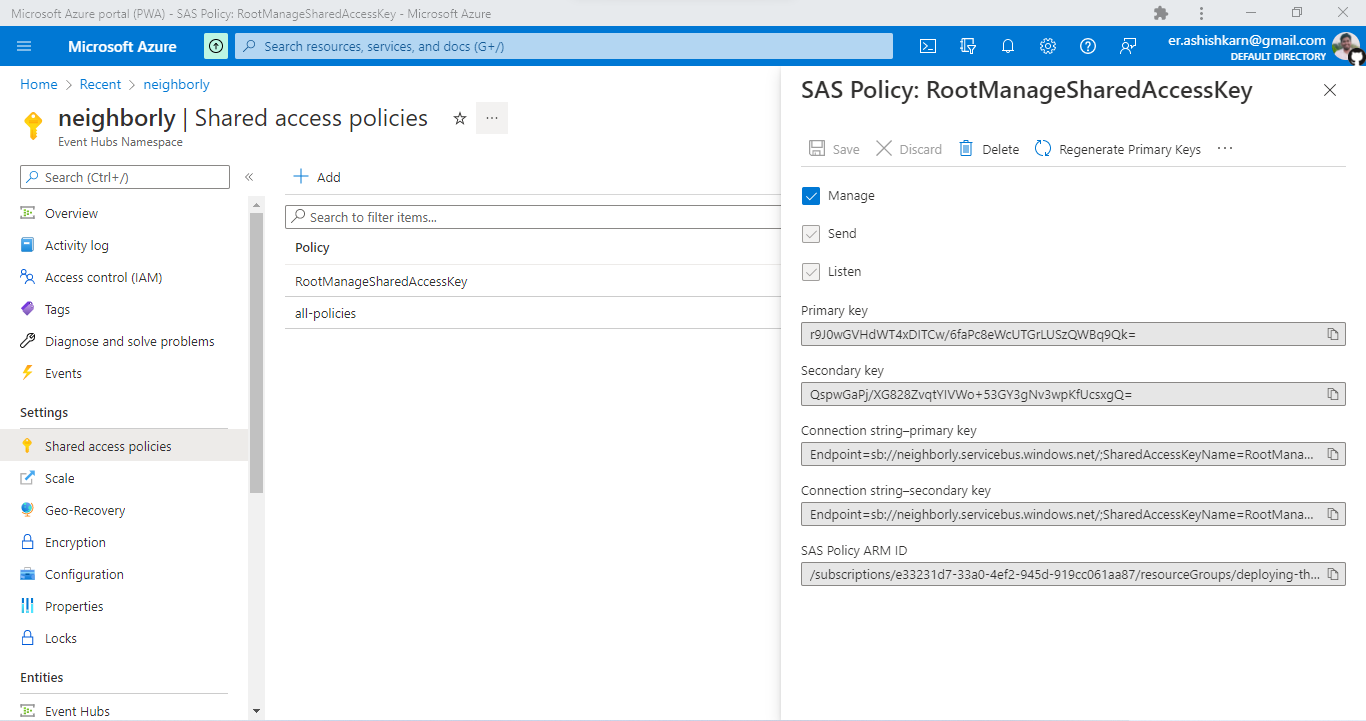 Microsoft Azure portal (PWA) - SAS Policy: RootManageSharedAccessKey - Microsoft Azure
Microsoft Azure
Search resources, services, and docs (G+/)
er.ashishkarn@gmail.com
DEFAULT DIRECTORY
Home > Recent > neighborly
neighborly | Shared access policies
Event Hubs Namespace
Search (Ctrl+/)
Overview
Activity log
Access control (IAM)
Tags
Diagnose and solve problems
Events
Settings
Shared access policies
Scale
Geo-Recovery
Encryption
Configuration
Properties
Locks
Entities
Event Hubs
Add
Search to filter items...
Policy
RootManageSharedAccessKey
all-policies
SAS Policy: RootManageSharedAccessKey
Save
Discard
Delete
Regenerate Primary Keys
Manage
Send
Listen
Primary key
r9J0wGVHdWT4xDITCw/6faPc8eWcUTGrLUSzQWBq9Qk=
Secondary key
QspwGaPj/XG828ZvqtYIVWo+53GY3gNv3wpKfUcsxgQ=
Connection string–primary key
Endpoint=sb://neighborly.servicebus.windows.net/;SharedAccessKeyName=RootMana...
Connection string–secondary key
Endpoint=sb://neighborly.servicebus.windows.net/;SharedAccessKeyName=RootMana...
SAS Policy ARM ID
/subscriptions/e33231d7-33a0-4ef2-945d-919cc061aa87/resourceGroups/deploying-th...